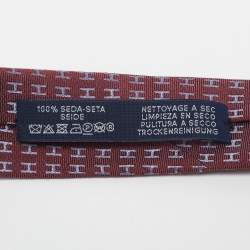 100% SEDA-SETA
SEIDE
NETTOYAGE A SEC
LIMPIEZA EN SECO
PULITURA A SECCO
TROCKENREINIGUNG